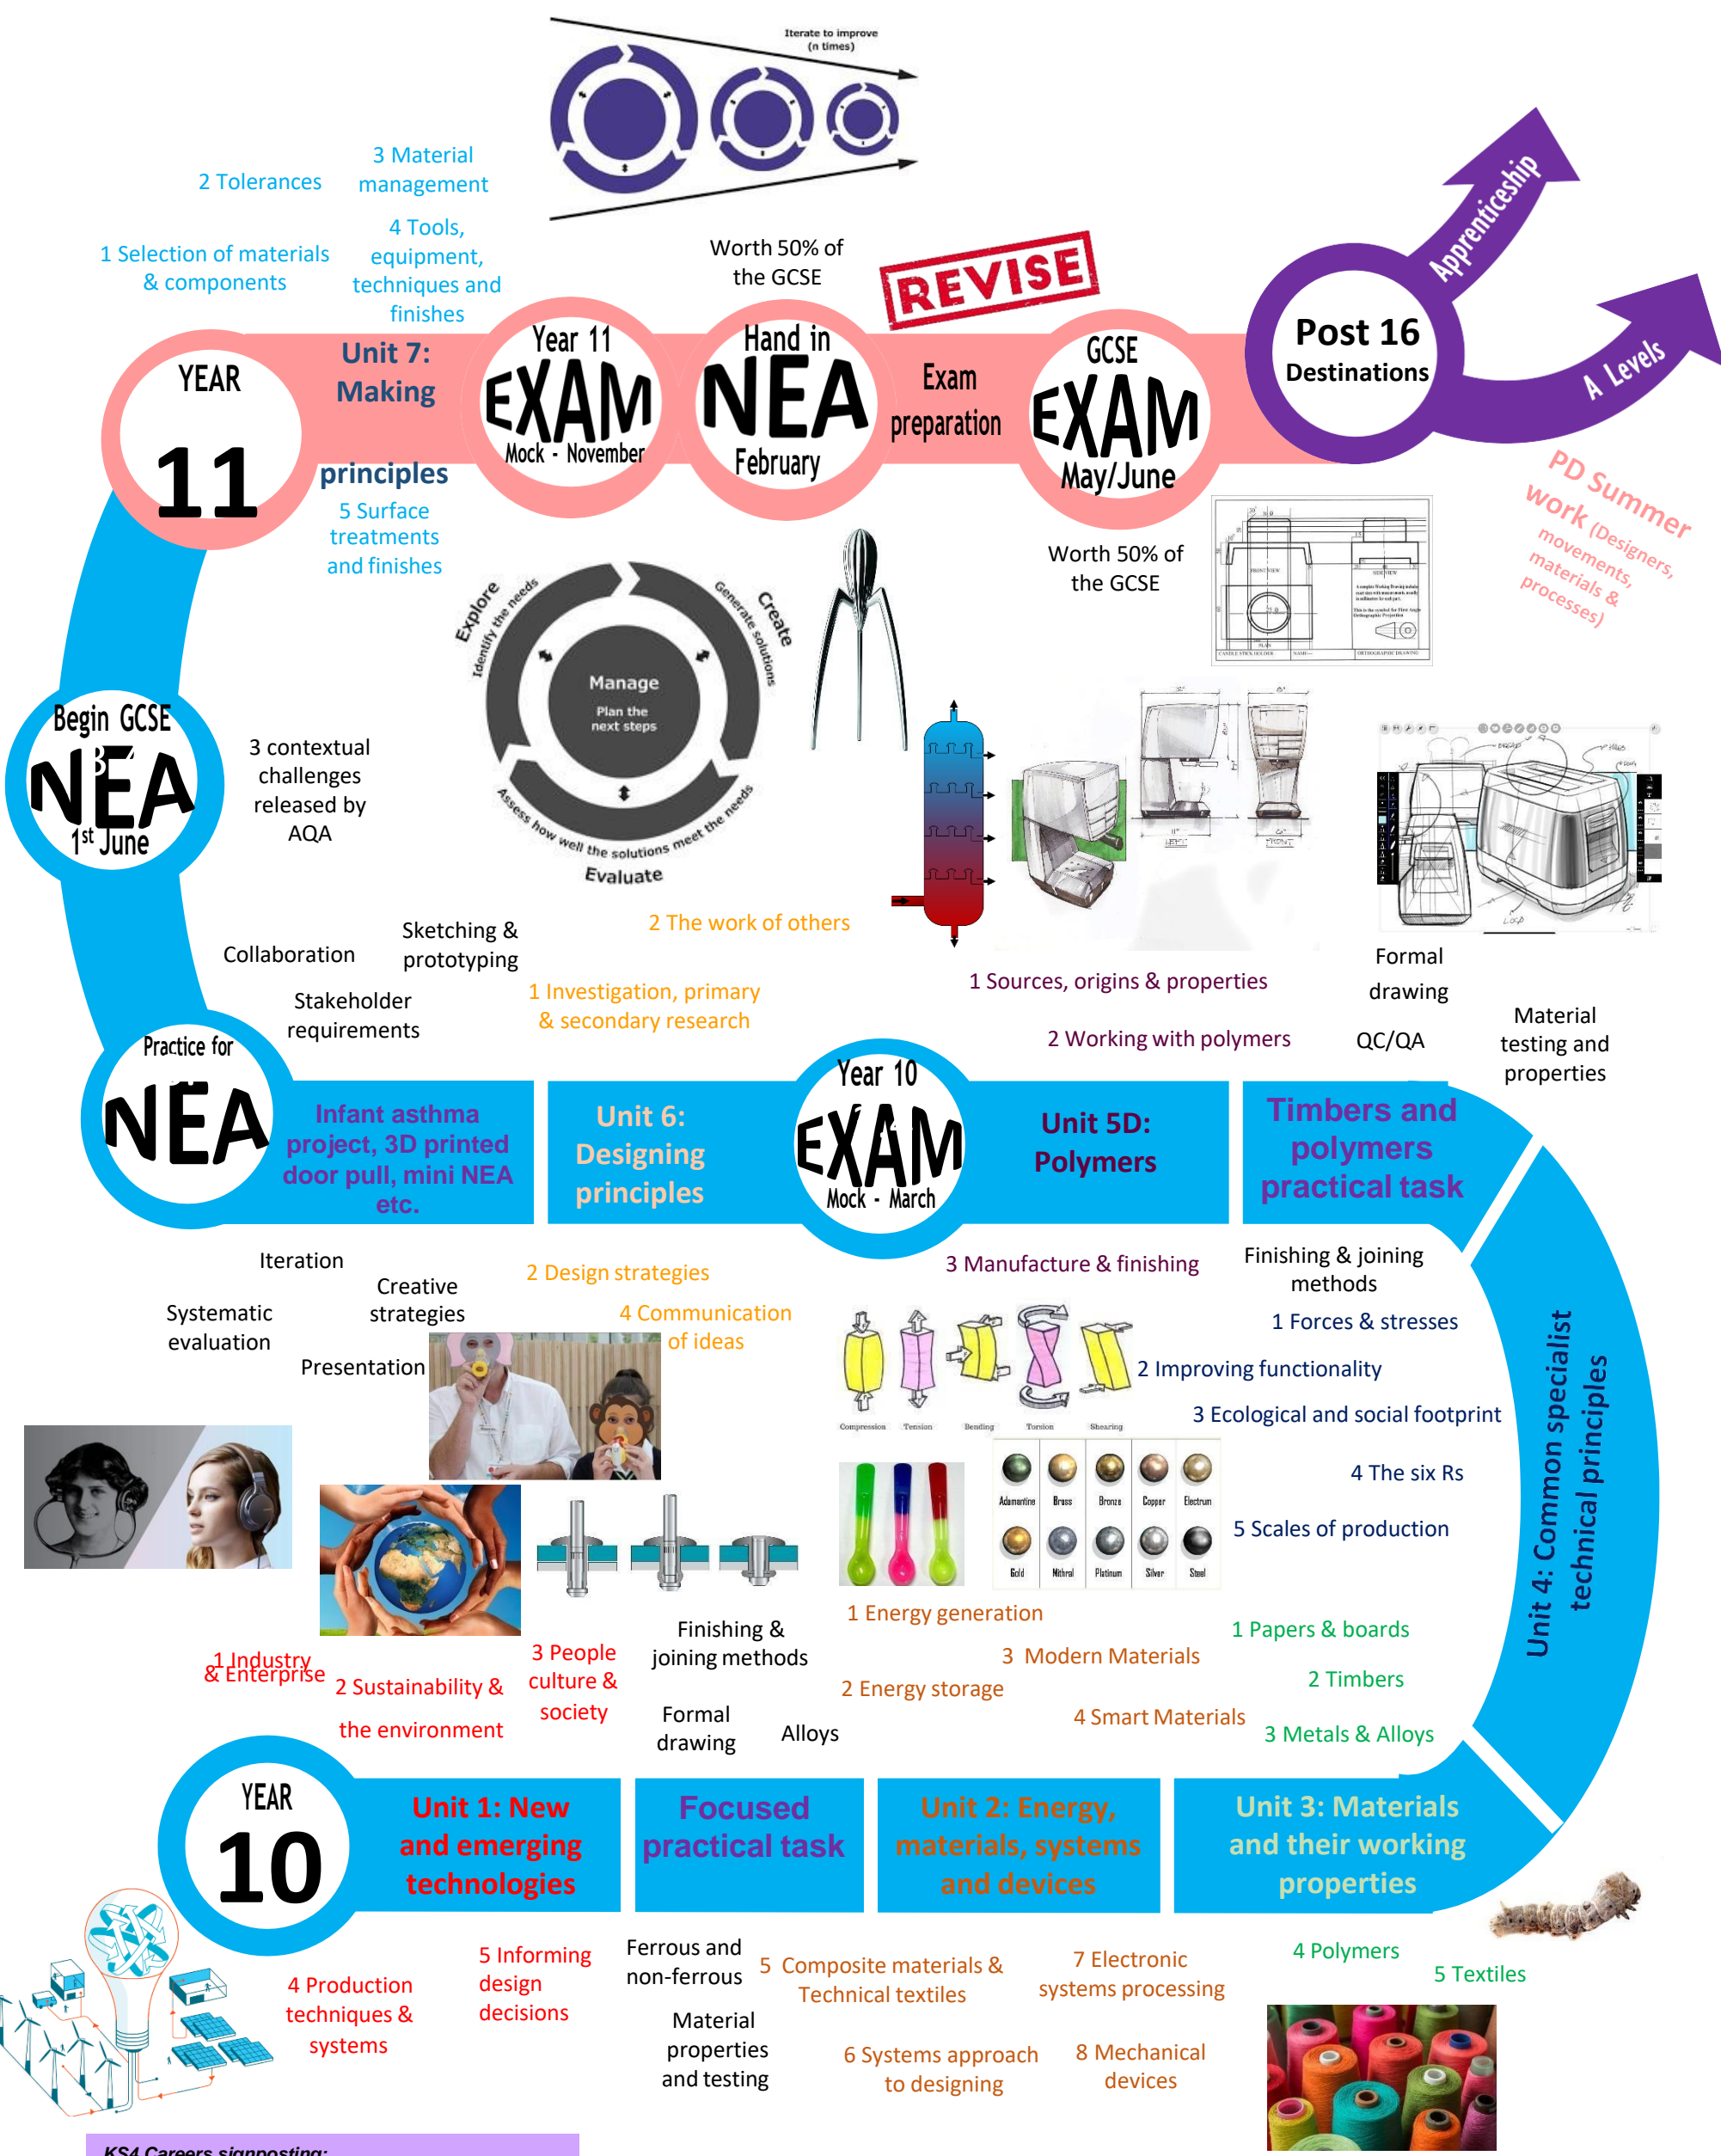 Iterate to improve
(n times)
3 Material
management
2 Tolerances
4 Tools,
equipment,
techniques and
finishes
1 Selection of materials
& components
Worth 50% of
the GCSE
REVISE
Apprenticeship
A Levels
Post 16
Destinations
YEAR
11
Unit 7:
Making
principles
Year 11
EXAM
Mock - November
Hand in
NEA
February
Exam
preparation
GCSE
EXAM
May/June
5 Surface
treatments
and finishes
Worth 50% of
the GCSE
PD Summer
work (Designers,
movements,
materials &
processes)
Explore
Identify the needs
Create
Generate solutions
Manage
Plan the
next steps
Assess how well the solutions meet the needs
Evaluate
FRONT VIEW
SIDE VIEW
PLAN
CANDLE STICK HOLDER
NAME:—
ORTHOGRAPHIC DRAWING
Begin GCSE
NEA
1st June
3 contextual
challenges
released by
AQA
LEFT
FRONT
LOGO
Collaboration
Sketching &
prototyping
Stakeholder
requirements
2 The work of others
1 Investigation, primary
& secondary research
1 Sources, origins & properties
2 Working with polymers
Formal
drawing
QC/QA
Material
testing and
properties
Practice for
NEA
Infant asthma
project, 3D printed
door pull, mini NEA
etc.
Unit 6:
Designing
principles
Year 10
EXAM
Mock - March
Unit 5D:
Polymers
Timbers and
polymers
practical task
Iteration
Creative
strategies
Systematic
evaluation
Presentation
2 Design strategies
4 Communication
of ideas
3 Manufacture & finishing
Finishing & joining
methods
1 Forces & stresses
2 Improving functionality
3 Ecological and social footprint
4 The six Rs
5 Scales of production
Unit 4: Common specialist
technical principles
Compression
Tension
Bending
Torsion
Shearing
Adamantine
Brass
Bronze
Copper
Electrum
Gold
Mithral
Platinum
Silver
Steel
1 Industry
& Enterprise
2 Sustainability &
the environment
3 People
culture &
society
Finishing &
joining methods
Formal
drawing
Alloys
1 Energy generation
3 Modern Materials
2 Energy storage
4 Smart Materials
1 Papers & boards
2 Timbers
3 Metals & Alloys
YEAR
10
Unit 1: New
and emerging
technologies
Focused
practical task
Unit 2: Energy,
materials, systems
and devices
Unit 3: Materials
and their working
properties
4 Production
techniques &
systems
5 Informing
design
decisions
Ferrous and
non-ferrous
Material
properties
and testing
5 Composite materials &
Technical textiles
7 Electronic
systems processing
6 Systems approach
to designing
8 Mechanical
devices
4 Polymers
5 Textiles
KS4 Careers signposting: